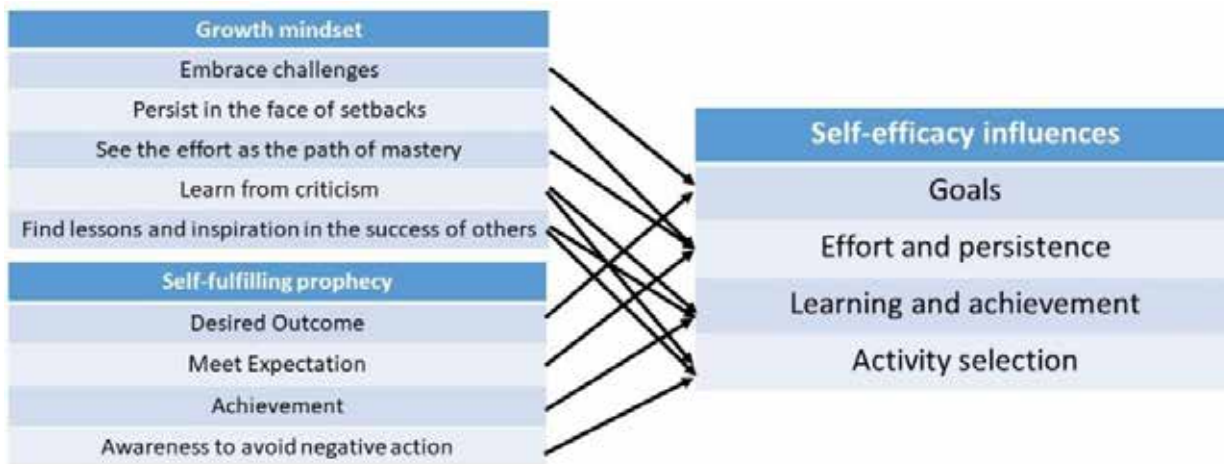 Growth mindset
Embrace challenges
Persist in the face of setbacks
See the effort as the path of mastery
Learn from criticism
Find lessons and inspiration in the success of others
Self-fulfilling prophecy
Desired Outcome
Meet Expectation
Achievement
Awareness to avoid negative action
Self-efficacy influences
Goals
Effort and persistence
Learning and achievement
Activity selection